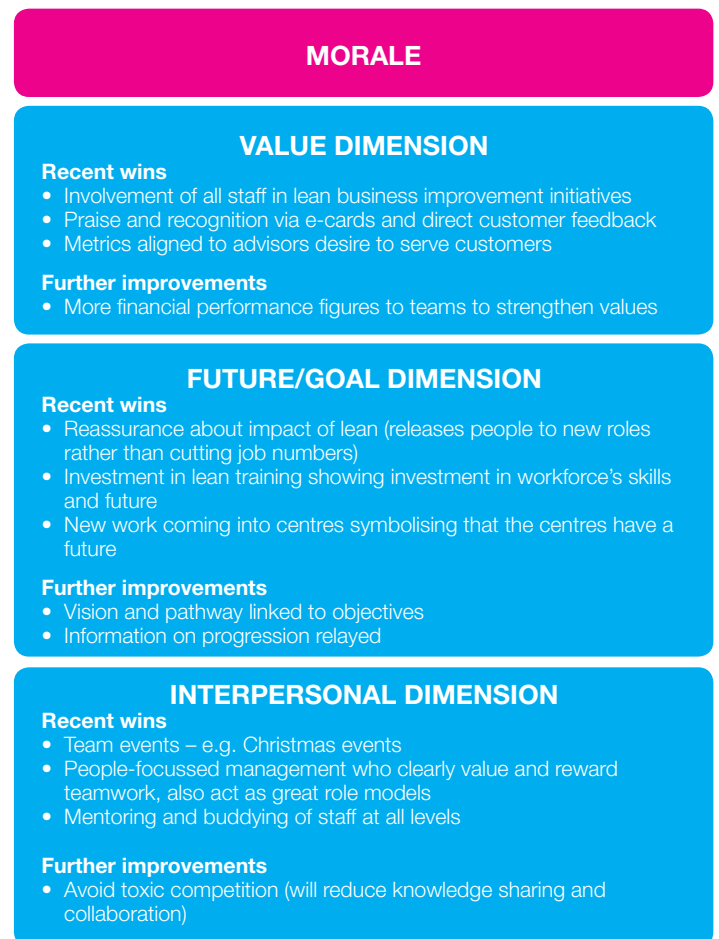 MORALE
VALUE DIMENSION
Recent wins
• Involvement of all staff in lean business improvement initiatives
• Praise and recognition via e-cards and direct customer feedback
• Metrics aligned to advisors desire to serve customers
Further improvements
• More financial performance figures to teams to strengthen values
FUTURE/GOAL DIMENSION
Recent wins
• Reassurance about impact of lean (releases people to new roles
rather than cutting job numbers)
• Investment in lean training showing investment in workforce’s skills
and future
• New work coming into centres symbolising that the centres have a
future
Further improvements
• Vision and pathway linked to objectives
• Information on progression relayed
INTERPERSONAL DIMENSION
Recent wins
• Team events – e.g. Christmas events
• People-focussed management who clearly value and reward
teamwork, also act as great role models
• Mentoring and buddying of staff at all levels
Further improvements
• Avoid toxic competition (will reduce knowledge sharing and
collaboration)